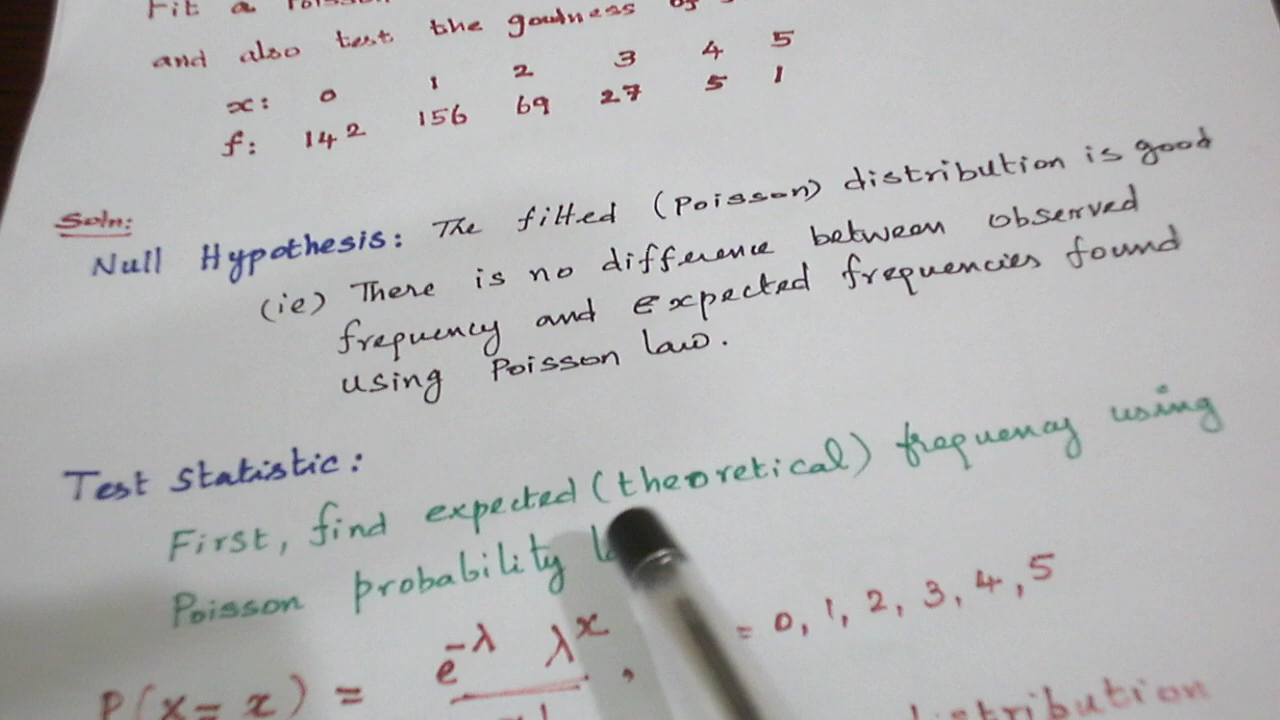 Fit a Poisson
and also test the goodness of
x: 0 1 2 3 4 5
f: 142 156 69 27 5 1
Soln:
Null Hypothesis: The fitted (Poisson) distribution is good
(ie) There is no difference between observed
frequency and expected frequencies found
using Poisson law.
Test Statistic:
First, find expected (theoretical) frequency using
Poisson probability
P(X = x) = e^-λ λ^x / x! , = 0, 1, 2, 3, 4, 5
distribution